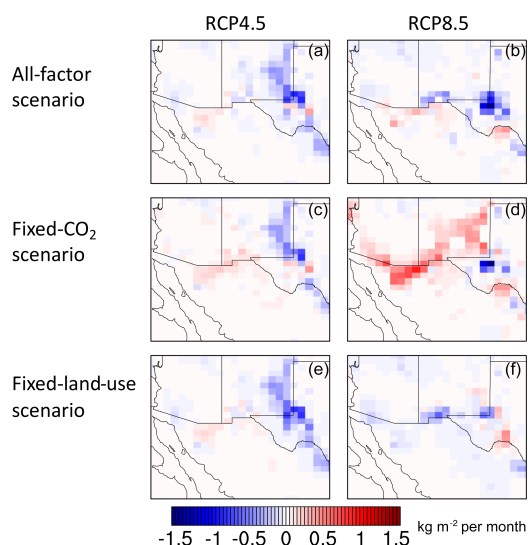 RCP4.5 RCP8.5
All-factor
scenario
(a) (b)
Fixed-CO₂
scenario
(c) (d)
Fixed-land-use
scenario
(e) (f)
-1.5 -1 -0.5 0 0.5 1 1.5 kg m⁻² per month